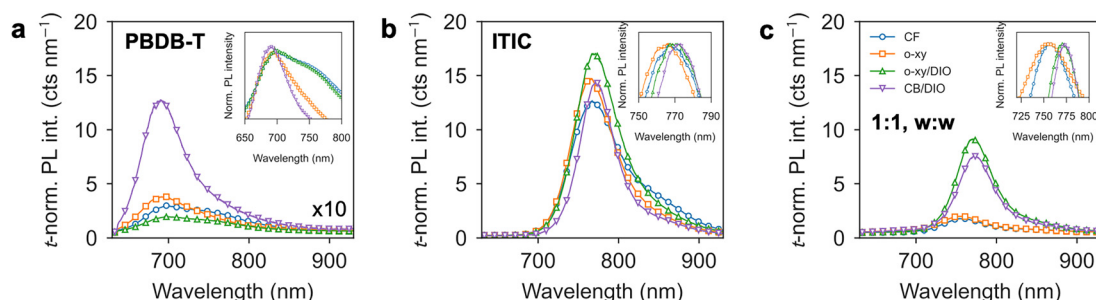 a
PBDB-T
x10
t-norm. PL int. (cts nm⁻¹)
20
15
10
5
0
700
800
900
Wavelength (nm)
Norm. PL intensity
650
700
750
800
Wavelength (nm)
b
ITIC
t-norm. PL int. (cts nm⁻¹)
20
15
10
5
0
700
800
900
Wavelength (nm)
Norm. PL intensity
750
770
790
Wavelength (nm)
c
CF
o-xy
o-xy/DIO
CB/DIO
1:1, w:w
t-norm. PL int. (cts nm⁻¹)
20
15
10
5
0
700
800
900
Wavelength (nm)
Norm. PL intensity
725
750
775
800
Wavelength (nm)